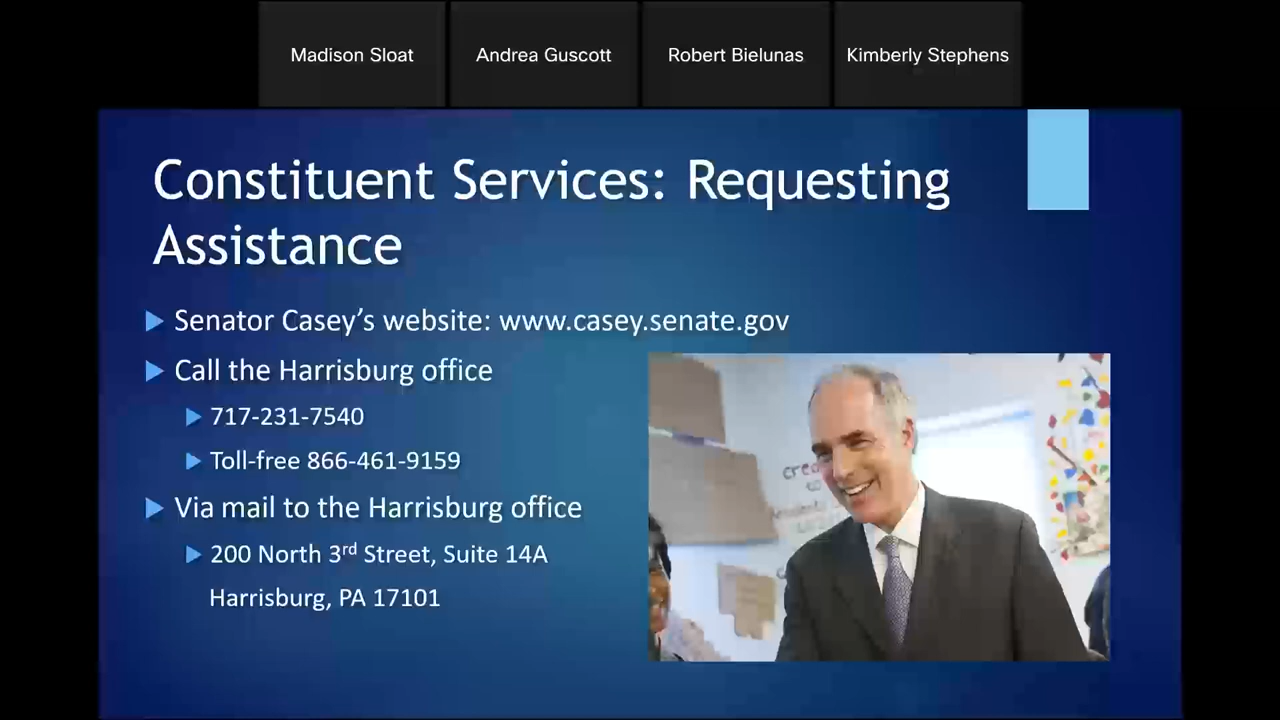 Madison Sloat
Andrea Guscott
Robert Bielunas
Kimberly Stephens
Constituent Services: Requesting
Assistance
Senator Casey’s website: www.casey.senate.gov
Call the Harrisburg office
717-231-7540
Toll-free 866-461-9159
Via mail to the Harrisburg office
200 North 3rd Street, Suite 14A
Harrisburg, PA 17101